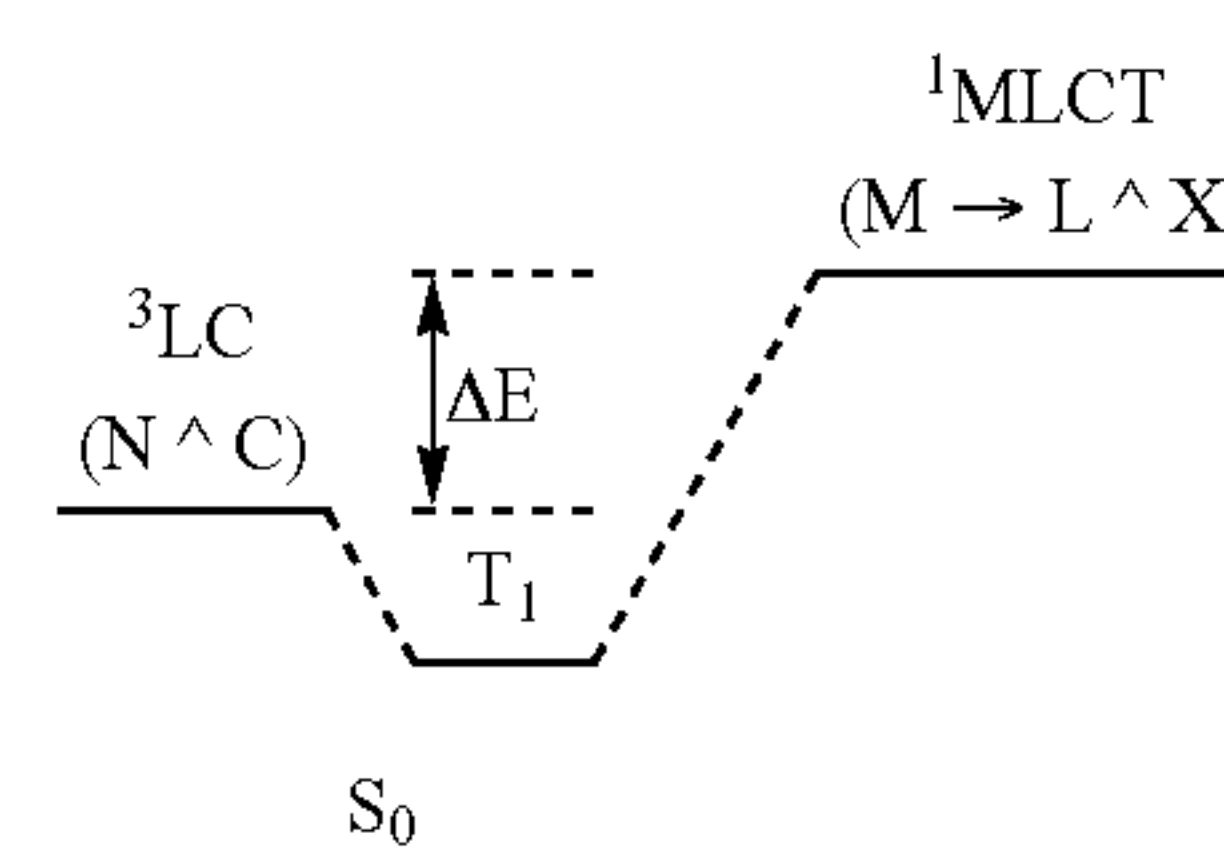 ¹MLCT
(M → L ^ X
³LC
(N ^ C)
ΔE
T₁
S₀